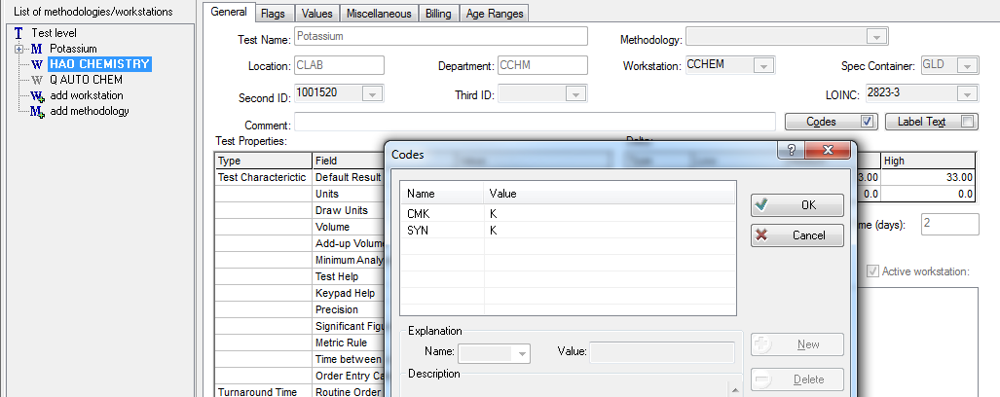 List of methodologies/workstations
T Test level
M Potassium
W HAO CHEMISTRY
W Q AUTO CHEM
W add workstation
M add methodology
General Flags Values Miscellaneous Billing Age Ranges
Test Name: Potassium Methodology:
Location: CLAB Department: CCHM Workstation: CCHEM Spec Container: GLD
Second ID: 1001520 Third ID: LOINC: 2823-3
Comment: Codes Label Text
Test Properties:
Type Field High
Test Characterictic Default Result 3.00 33.00
Units 0.0 0.0
Draw Units
Volume
Add-up Volume
Minimum Analy
Test Help
Keypad Help
Precision
Significant Figu
Metric Rule
Time between
Order Entry Ca
Turnaround Time Routine Order
me (days): 2
Active workstation:
Codes
Name Value
CMK K
SYN K
OK
Cancel
Explanation
Name: Value:
New
Description
Delete